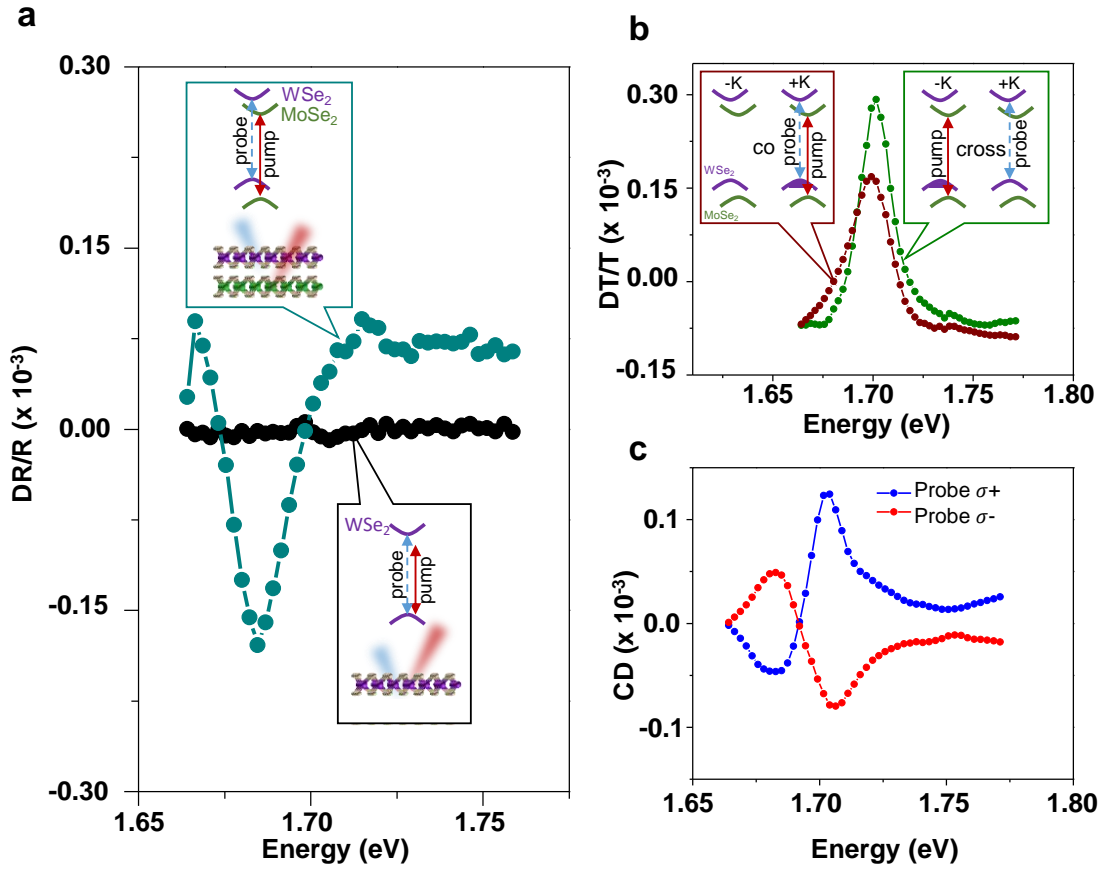 a
0.30
0.15
0.00
-0.15
-0.30
DR/R (x 10⁻³)
1.65
1.70
1.75
Energy (eV)
WSe₂
MoSe₂
probe
pump
WSe₂
probe
pump
b
0.30
0.15
0.00
-0.15
DT/T (x 10⁻³)
1.65
1.70
1.75
1.80
Energy (eV)
-K
+K
co
probe
pump
WSe₂
MoSe₂
-K
+K
pump
cross
probe
c
0.1
0.0
-0.1
CD (x 10⁻³)
Probe σ+
Probe σ-
1.65
1.70
1.75
1.80
Energy (eV)